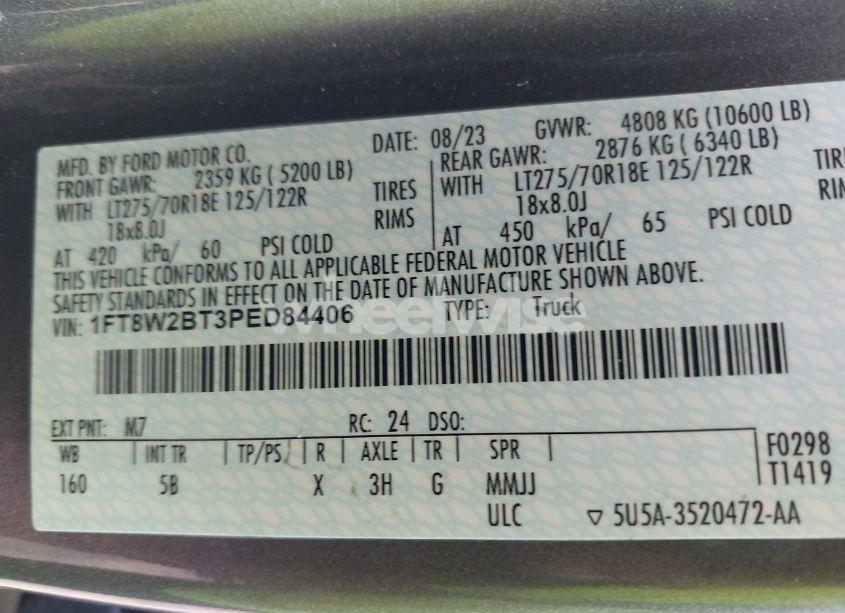 MFD. BY FORD MOTOR CO.
DATE: 08/23 GVWR: 4808 KG (10600 LB)
FRONT GAWR: 2359 KG ( 5200 LB) REAR GAWR: 2876 KG ( 6340 LB)
WITH LT275/70R18E 125/122R TIRES WITH LT275/70R18E 125/122R
18x8.0J RIMS 18x8.0J
AT 420 kPa/ 60 PSI COLD AT 450 kPa/ 65 PSI COLD
THIS VEHICLE CONFORMS TO ALL APPLICABLE FEDERAL MOTOR VEHICLE
SAFETY STANDARDS IN EFFECT ON THE DATE OF MANUFACTURE SHOWN ABOVE.
VIN: 1FT8W2BT3PED84406 TYPE: Truck
wheelwise
EXT PNT: M7 RC: 24 DSO:
WB INT TR TP/PS R AXLE TR SPR F0298
160 5B X 3H G MMJJ T1419
ULC ▽ 5U5A-3520472-AA